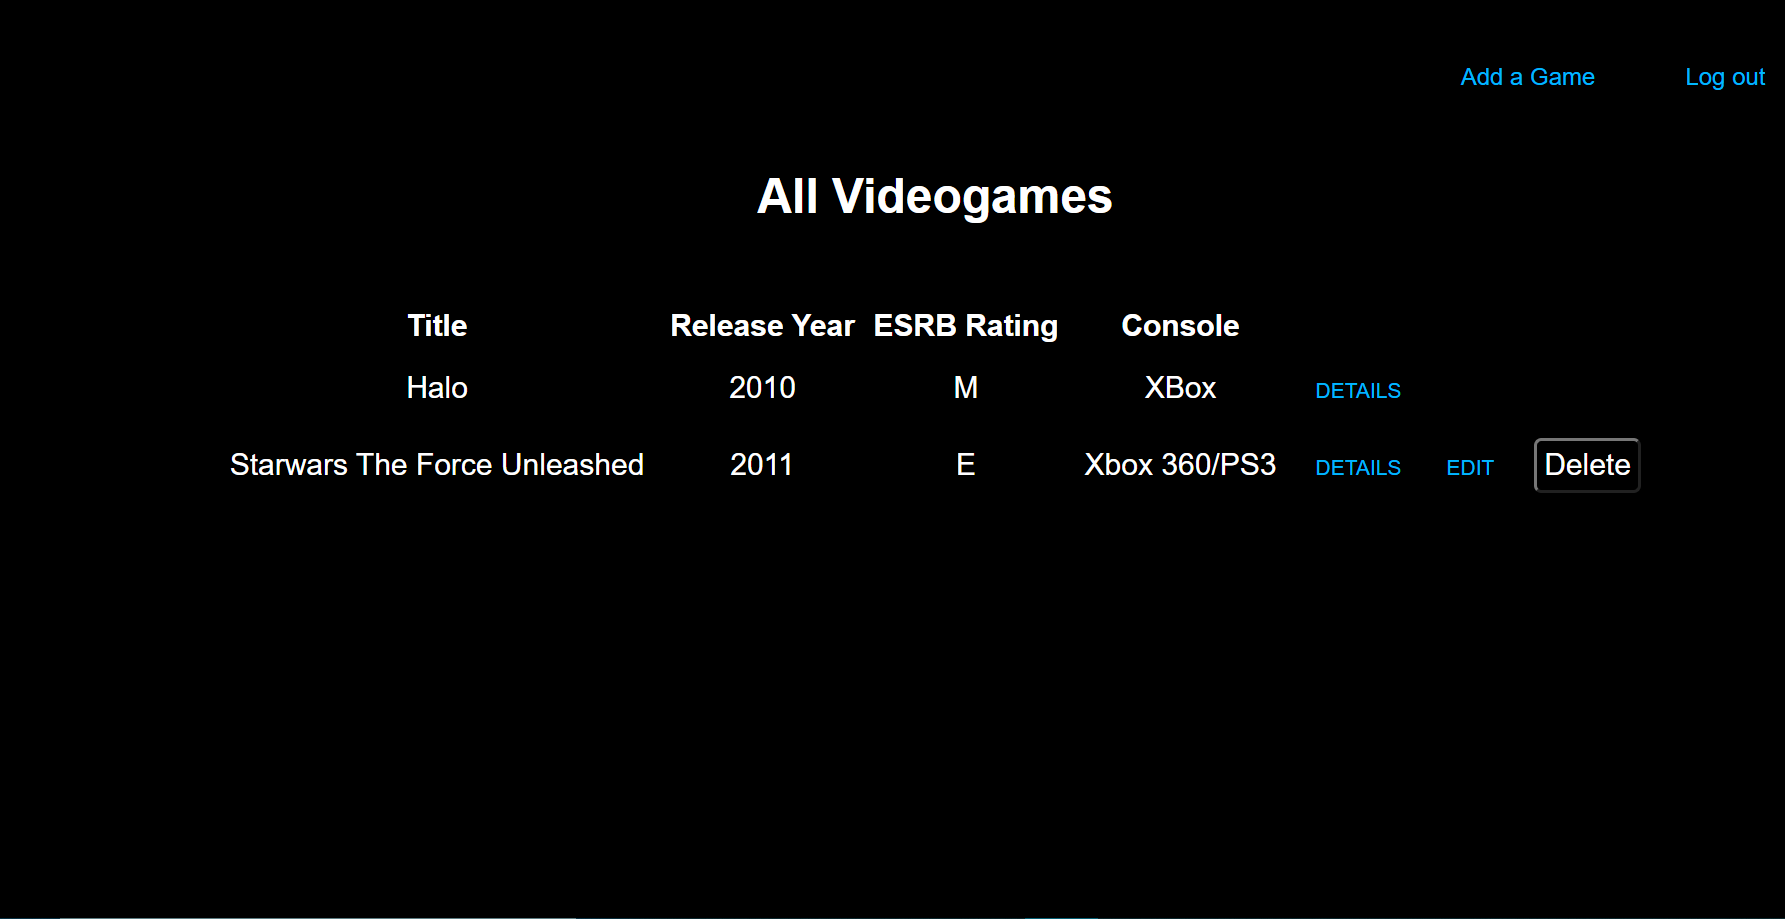 Add a Game Log out
All Videogames
Title Release Year ESRB Rating Console
Halo 2010 M XBox DETAILS
Starwars The Force Unleashed 2011 E Xbox 360/PS3 DETAILS EDIT Delete